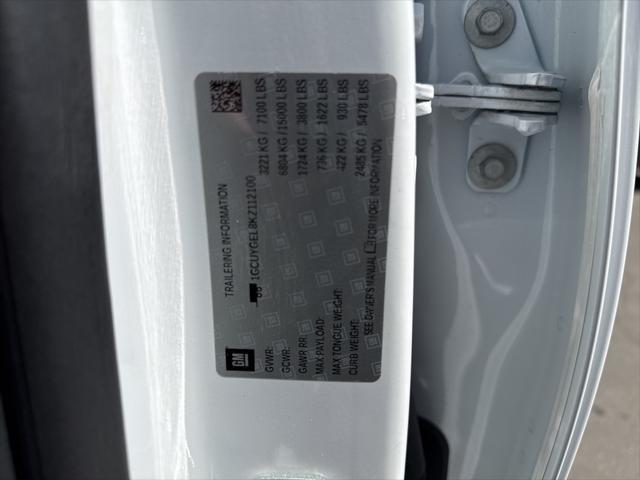 GM
TRAILERING INFORMATION
1GCUYGEL8KZ112100
GVWR: 3221 KG / 7100 LBS
GCWR: 6804 KG / 15000 LBS
GAWR RR: 1724 KG / 3800 LBS
MAX PAYLOAD: 736 KG / 1622 LBS
MAX TONGUE WEIGHT: 422 KG / 930 LBS
CURB WEIGHT: 2485 KG / 5478 LBS
SEE OWNER'S MANUAL FOR MORE INFORMATION